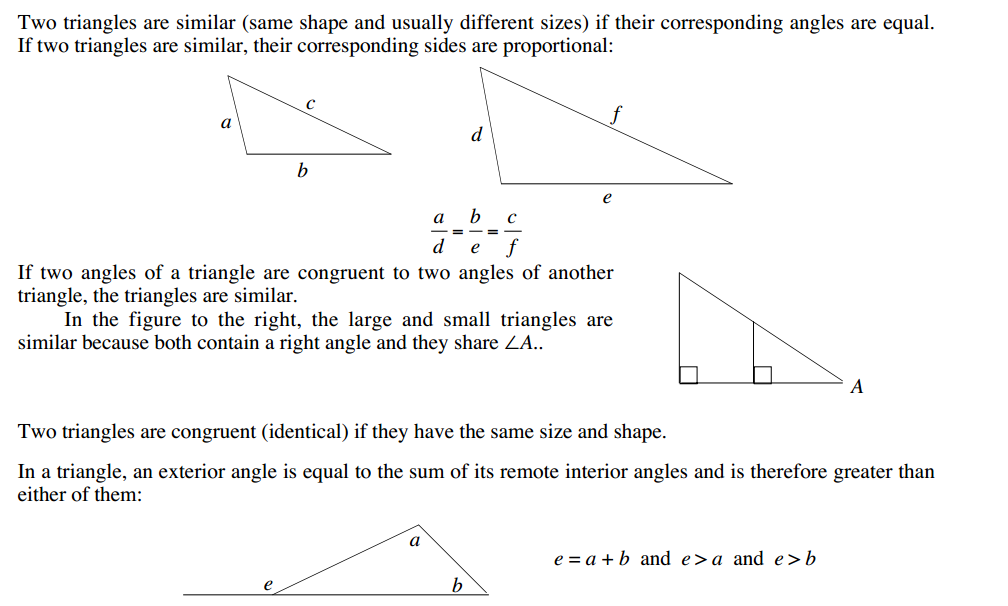 Two triangles are similar (same shape and usually different sizes) if their corresponding angles are equal.
If two triangles are similar, their corresponding sides are proportional:
c
a
b
f
d
e
a/d = b/e = c/f
If two angles of a triangle are congruent to two angles of another
triangle, the triangles are similar.
In the figure to the right, the large and small triangles are
similar because both contain a right angle and they share ∠A..
A
Two triangles are congruent (identical) if they have the same size and shape.
In a triangle, an exterior angle is equal to the sum of its remote interior angles and is therefore greater than
either of them:
a
e
b
e = a + b and e > a and e > b